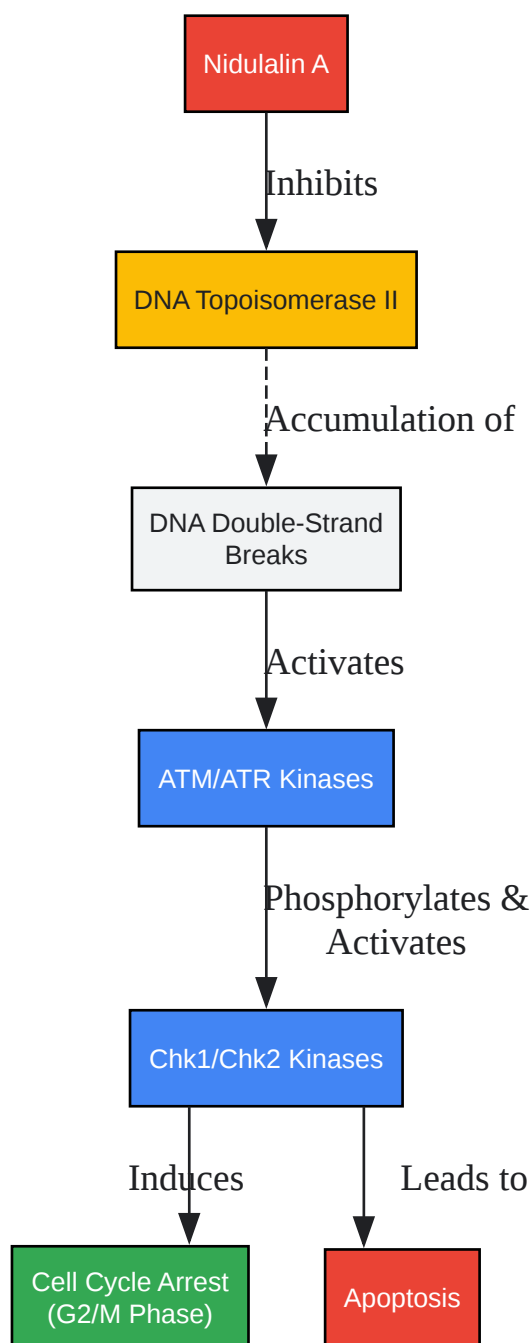 Nidulalin A
Inhibits
DNA Topoisomerase II
Accumulation of
DNA Double-Strand
Breaks
Activates
ATM/ATR Kinases
Phosphorylates &
Activates
Chk1/Chk2 Kinases
Induces
Leads to
Cell Cycle Arrest
(G2/M Phase)
Apoptosis